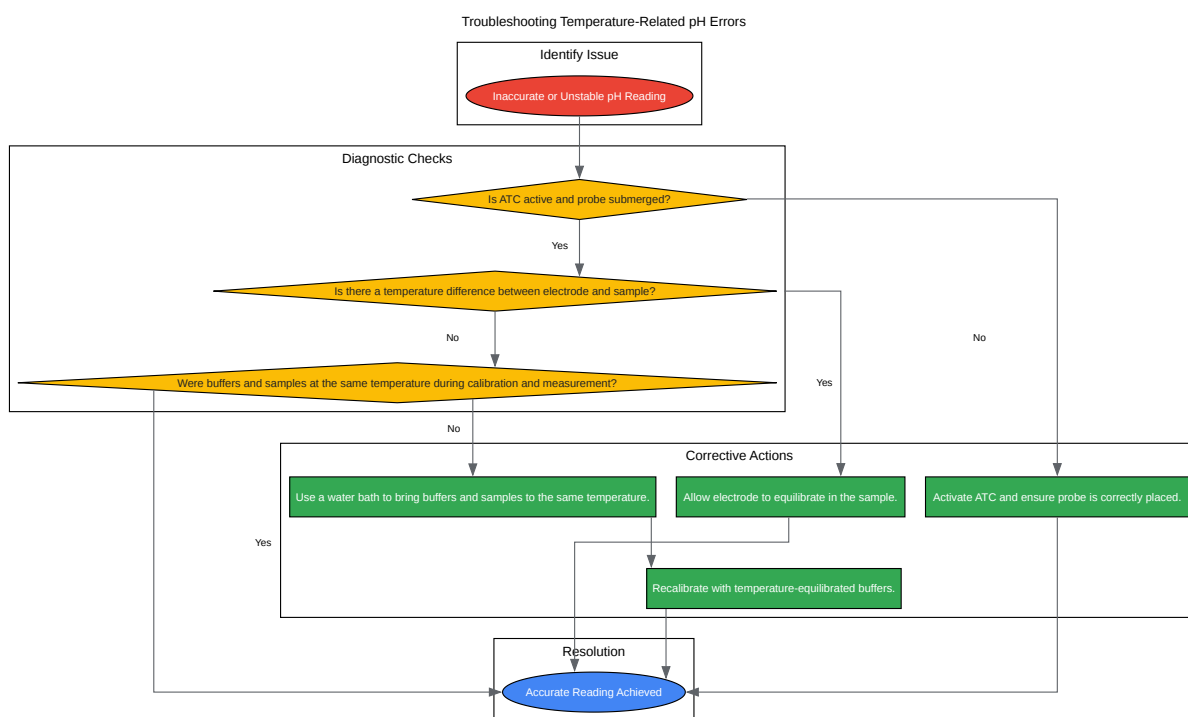 Troubleshooting Temperature-Related pH Errors
Identify Issue
Inaccurate or Unstable pH Reading
Diagnostic Checks
Is ATC active and probe submerged?
Yes
Is there a temperature difference between electrode and sample?
No
No
Were buffers and samples at the same temperature during calibration and measurement?
Yes
No
Corrective Actions
Use a water bath to bring buffers and samples to the same temperature.
Allow electrode to equilibrate in the sample.
Activate ATC and ensure probe is correctly placed.
Yes
Recalibrate with temperature-equilibrated buffers.
Resolution
Accurate Reading Achieved